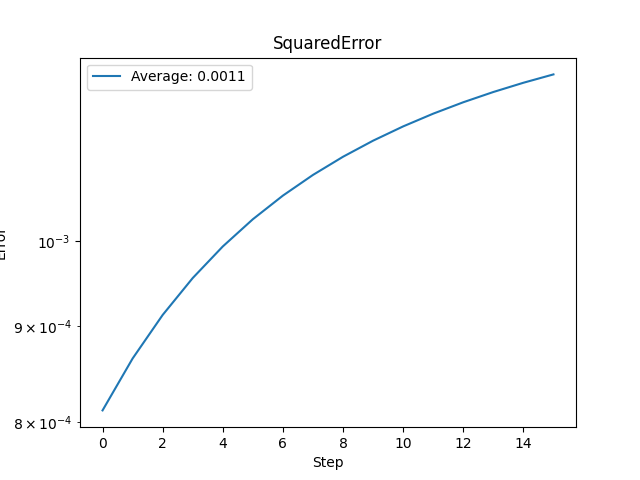 SquaredError
Average: 0.0011
Error
10⁻³
9 × 10⁻⁴
8 × 10⁻⁴
0 2 4 6 8 10 12 14
Step